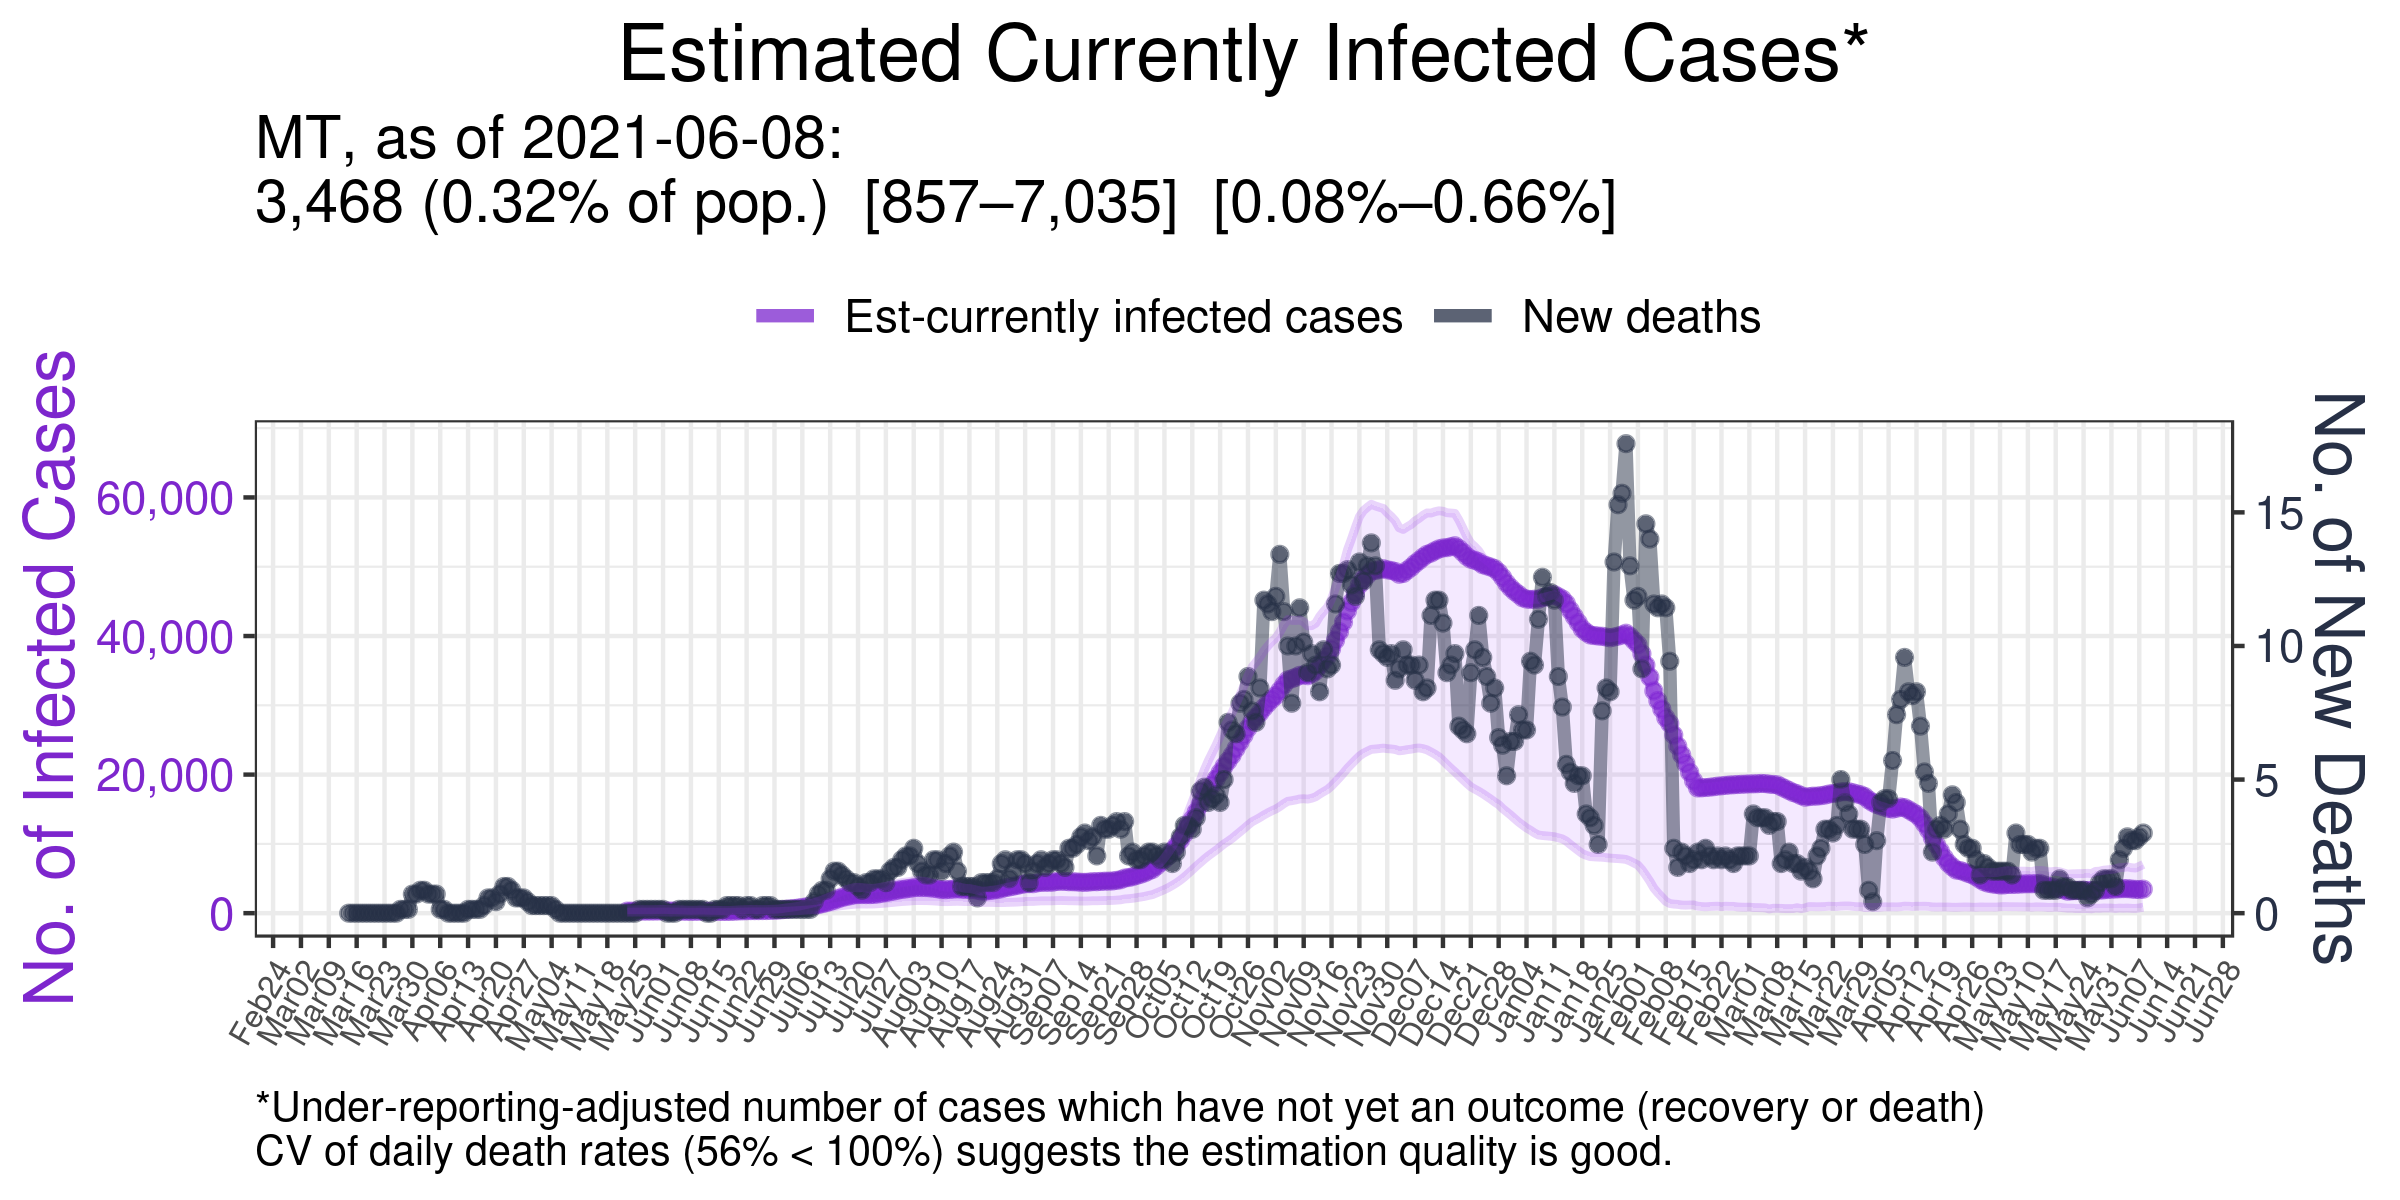 Estimated Currently Infected Cases*
MT, as of 2021-06-08:
3,468 (0.32% of pop.)  [857–7,035]  [0.08%–0.66%]
Est-currently infected cases
New deaths
No. of Infected Cases
60,000
40,000
20,000
0
No. of New Deaths
15
10
5
0
Feb24
Mar02
Mar09
Mar16
Mar23
Mar30
Apr06
Apr13
Apr20
Apr27
May04
May11
May18
May25
Jun01
Jun08
Jun15
Jun22
Jun29
Jul06
Jul13
Jul20
Jul27
Aug03
Aug10
Aug17
Aug24
Aug31
Sep07
Sep14
Sep21
Sep28
Oct05
Oct12
Oct19
Oct26
Nov02
Nov09
Nov16
Nov23
Nov30
Dec07
Dec14
Dec21
Dec28
Jan04
Jan11
Jan18
Jan25
Feb01
Feb08
Feb15
Feb22
Mar01
Mar08
Mar15
Mar22
Mar29
Apr05
Apr12
Apr19
Apr26
May03
May10
May17
May24
May31
Jun07
Jun14
Jun21
Jun28
*Under-reporting-adjusted number of cases which have not yet an outcome (recovery or death)
CV of daily death rates (56% < 100%) suggests the estimation quality is good.